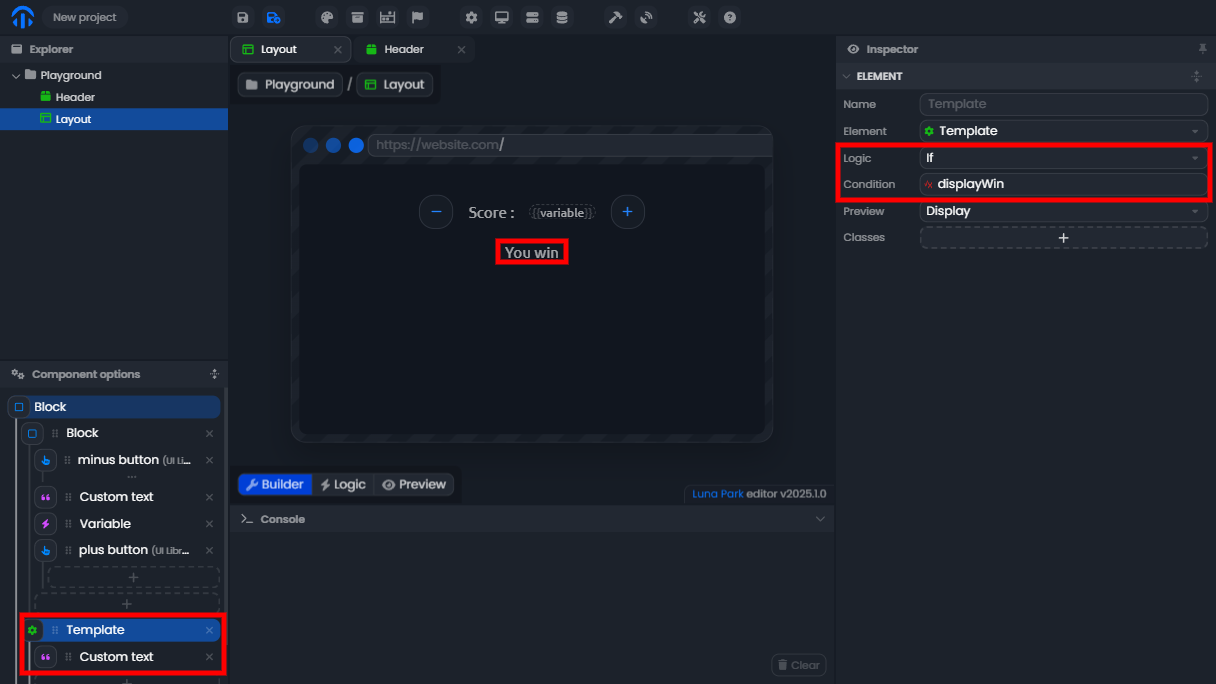 New project
Explorer
Playground
Header
Layout
Component options
Block
Block
minus button (UI Li...
Custom text
Variable
plus button (UI Libr...
Template
Custom text
Layout
Header
Playground / Layout
https://website.com/
Score : {{variable}}
You win
Builder Logic Preview
Luna Park editor v2025.1.0
Console
Clear
Inspector
ELEMENT
Name Template
Element Template
Logic If
Condition displayWin
Preview Display
Classes